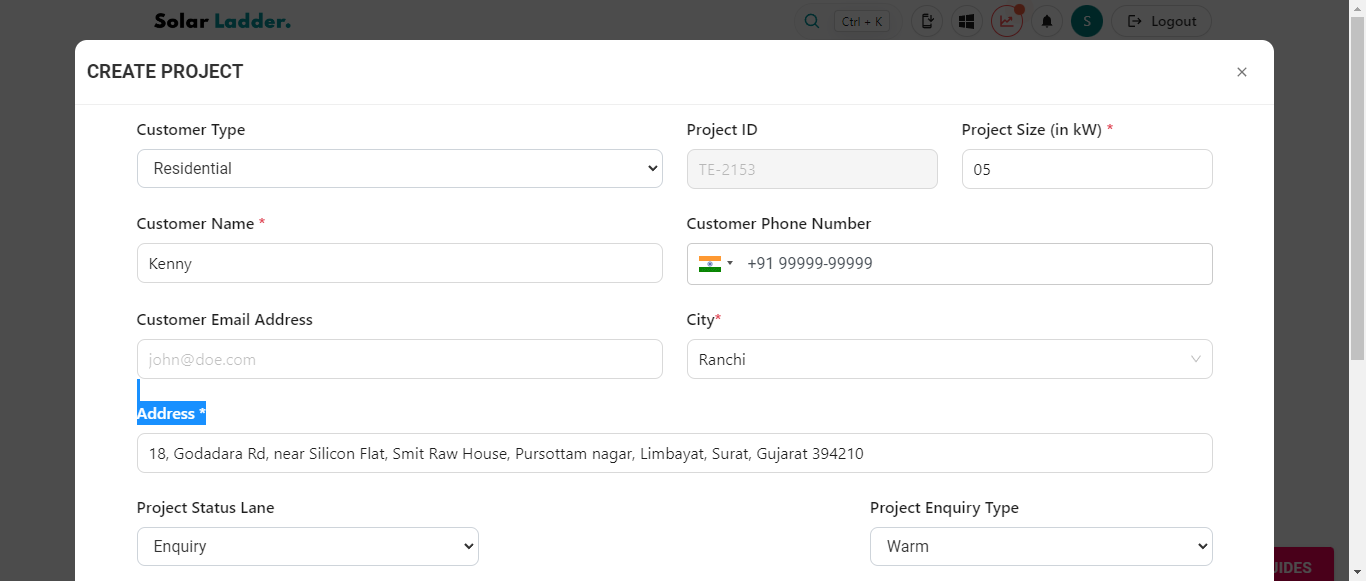 Solar Ladder.
Ctrl + K
S
Logout
CREATE PROJECT
×
Customer Type
Project ID
Project Size (in kW) *
Residential
TE-2153
05
Customer Name *
Customer Phone Number
Kenny
+91 99999-99999
Customer Email Address
City*
john@doe.com
Ranchi
Address *
18, Godadara Rd, near Silicon Flat, Smit Raw House, Pursottam nagar, Limbayat, Surat, Gujarat 394210
Project Status Lane
Project Enquiry Type
Enquiry
Warm